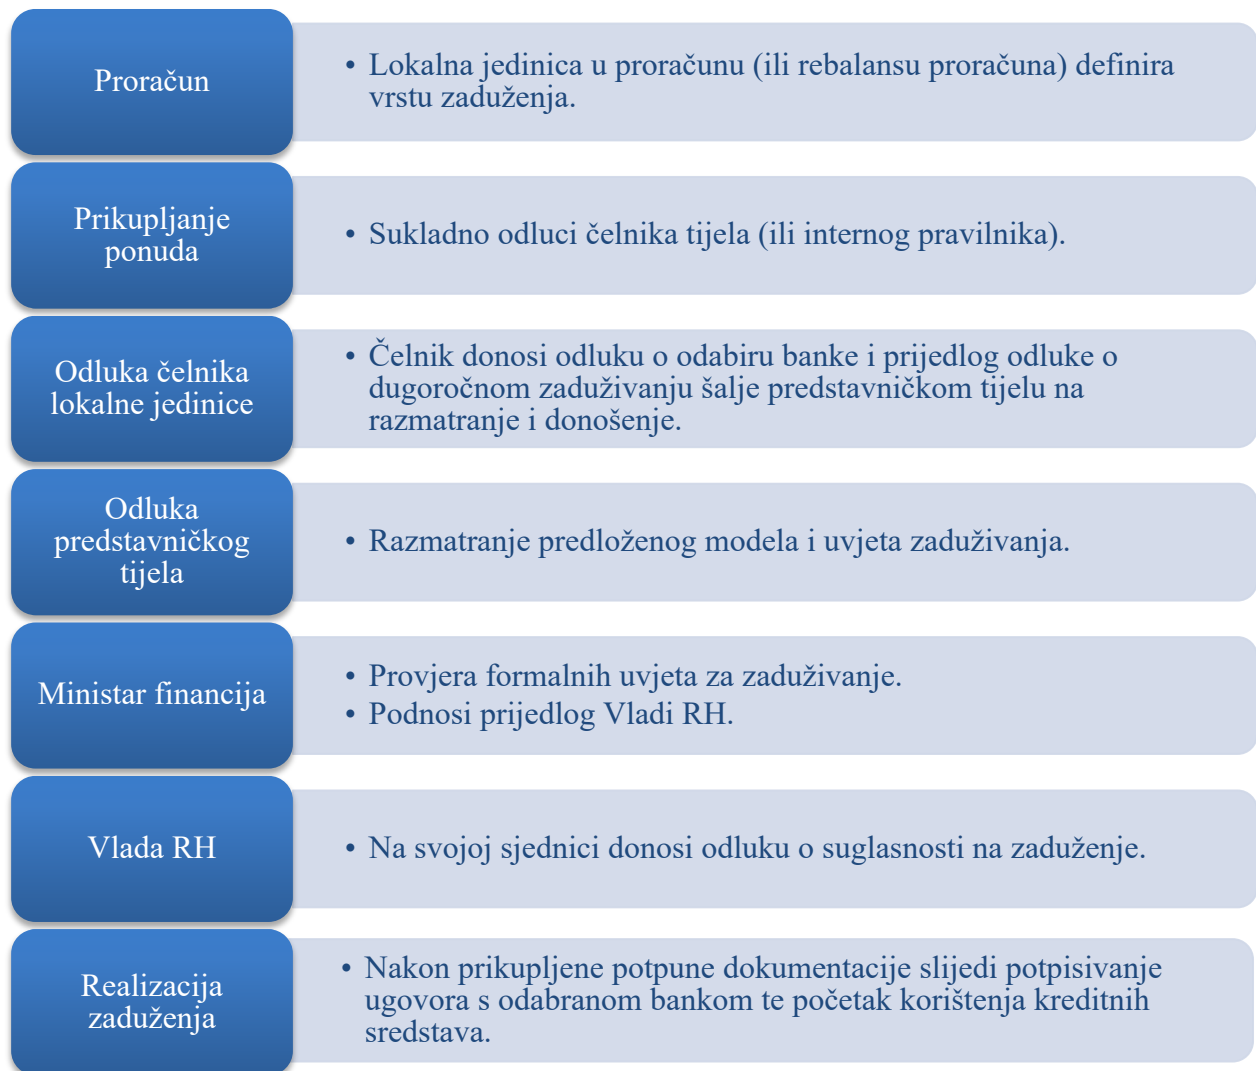 Proračun
• Lokalna jedinica u proračunu (ili rebalansu proračuna) definira
vrstu zaduženja.
Prikupljanje
ponuda
• Sukladno odluci čelnika tijela (ili internog pravilnika).
Odluka čelnika
lokalne jedinice
• Čelnik donosi odluku o odabiru banke i prijedlog odluke o
dugoročnom zaduživanju šalje predstavničkom tijelu na
razmatranje i donošenje.
Odluka
predstavničkog
tijela
• Razmatranje predloženog modela i uvjeta zaduživanja.
Ministar financija
• Provjera formalnih uvjeta za zaduživanje.
• Podnosi prijedlog Vladi RH.
Vlada RH
• Na svojoj sjednici donosi odluku o suglasnosti na zaduženje.
Realizacija
zaduženja
• Nakon prikupljene potpune dokumentacije slijedi potpisivanje
ugovora s odabranom bankom te početak korištenja kreditnih
sredstava.